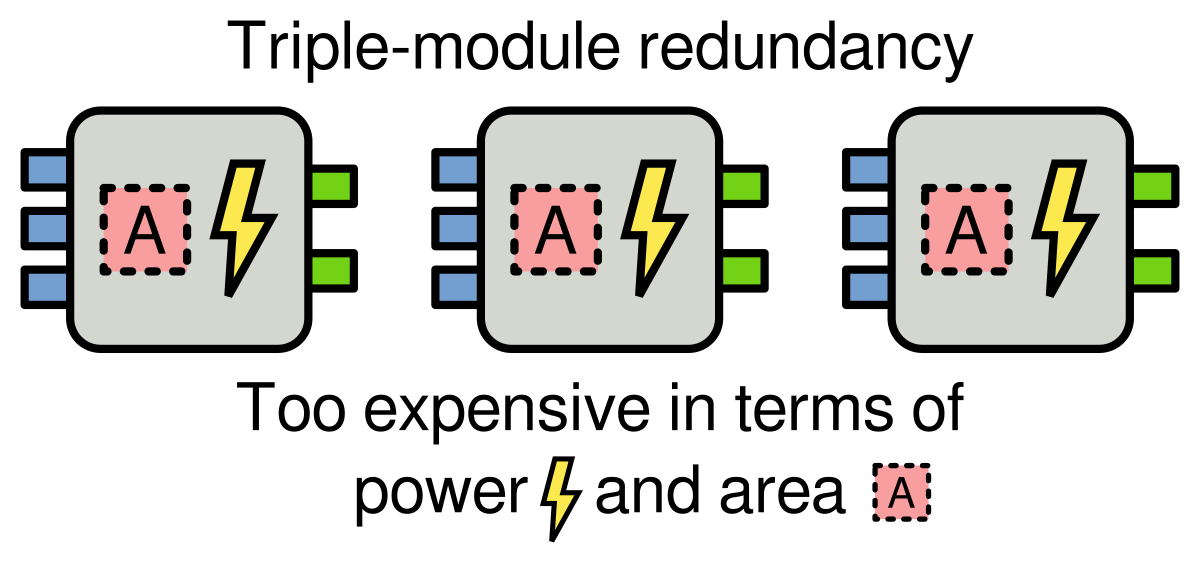 Triple-module redundancy
A
A
A
Too expensive in terms of
power and area A